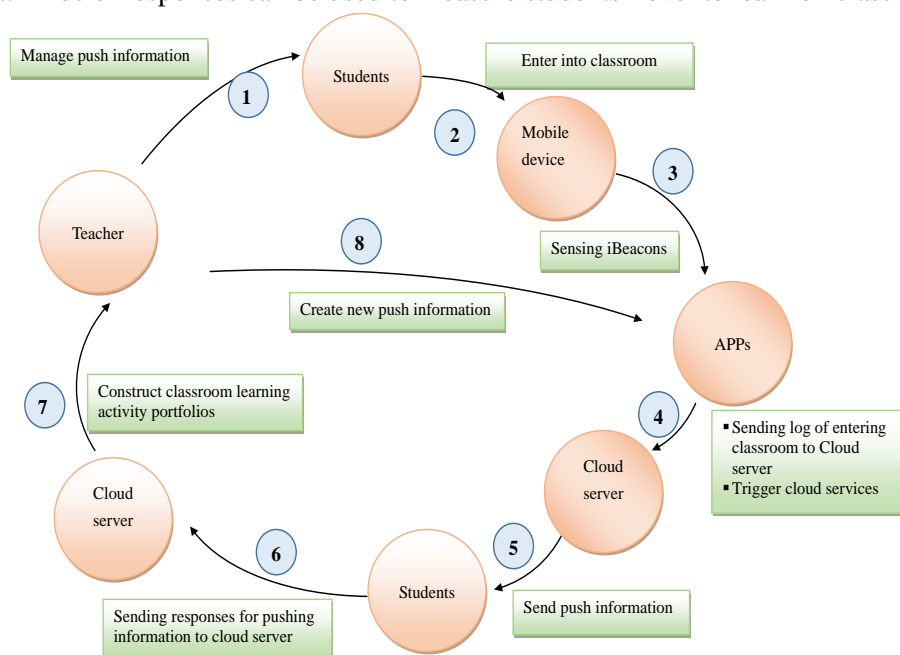 Manage push information
Students
Enter into classroom
1
2
Mobile
device
3
Teacher
8
Sensing iBeacons
Create new push information
APPs
7
Construct classroom learning
activity portfolios
4
▪ Sending log of entering
classroom to Cloud
server
▪ Trigger cloud services
Cloud
server
Cloud
server
5
6
Students
Send push information
Sending responses for pushing
information to cloud server